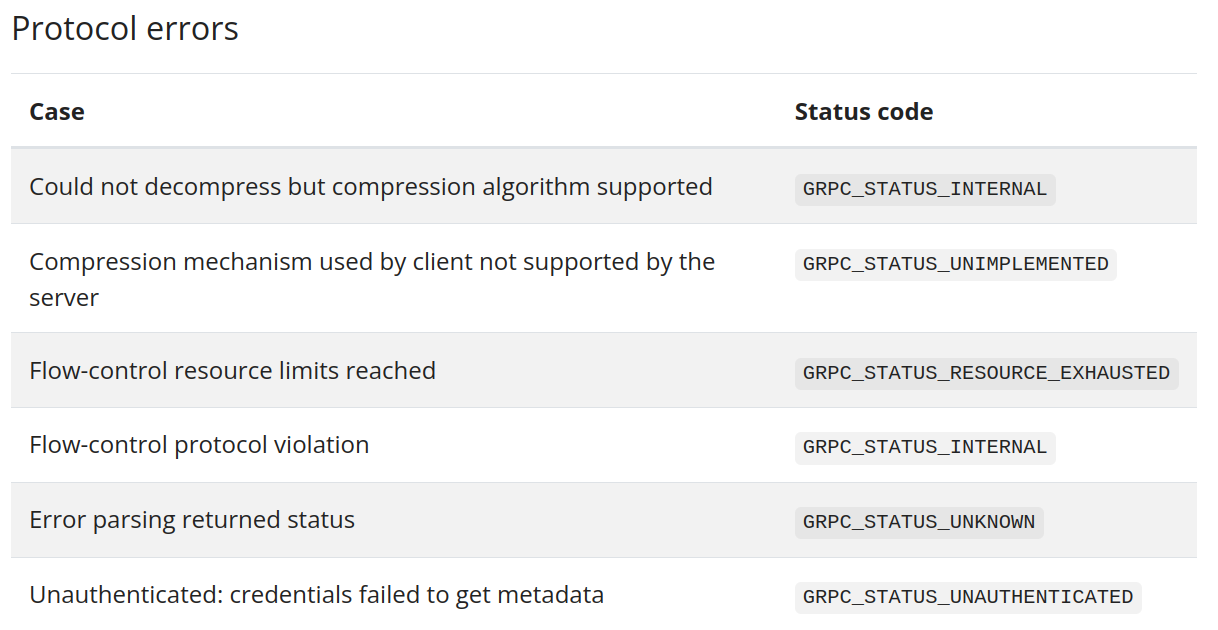 Protocol errors
Case Status code
Could not decompress but compression algorithm supported GRPC_STATUS_INTERNAL
Compression mechanism used by client not supported by the GRPC_STATUS_UNIMPLEMENTED
server
Flow-control resource limits reached GRPC_STATUS_RESOURCE_EXHAUSTED
Flow-control protocol violation GRPC_STATUS_INTERNAL
Error parsing returned status GRPC_STATUS_UNKNOWN
Unauthenticated: credentials failed to get metadata GRPC_STATUS_UNAUTHENTICATED